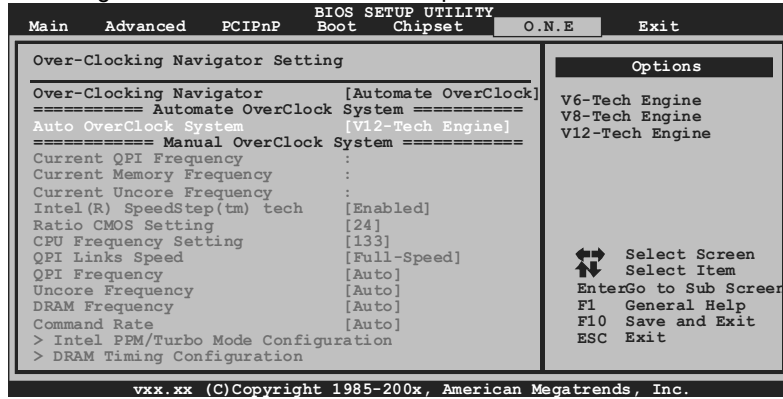 BIOS SETUP UTILITY
Main Advanced PCIPnP Boot Chipset O.N.E Exit
Over-Clocking Navigator Setting
Over-Clocking Navigator [Automate OverClock]
=========== Automate OverClock System ===========
Auto OverClock System [V12-Tech Engine]
============ Manual OverClock System ============
Current QPI Frequency :
Current Memory Frequency :
Current Uncore Frequency :
Intel(R) SpeedStep(tm) tech [Enabled]
Ratio CMOS Setting [24]
CPU Frequency Setting [133]
QPI Links Speed [Full-Speed]
QPI Frequency [Auto]
Uncore Frequency [Auto]
DRAM Frequency [Auto]
Command Rate [Auto]
> Intel PPM/Turbo Mode Configuration
> DRAM Timing Configuration
Options
V6-Tech Engine
V8-Tech Engine
V12-Tech Engine
Select Screen
Select Item
EnterGo to Sub Screen
F1 General Help
F10 Save and Exit
ESC Exit
vxx.xx (C)Copyright 1985-200x, American Megatrends, Inc.